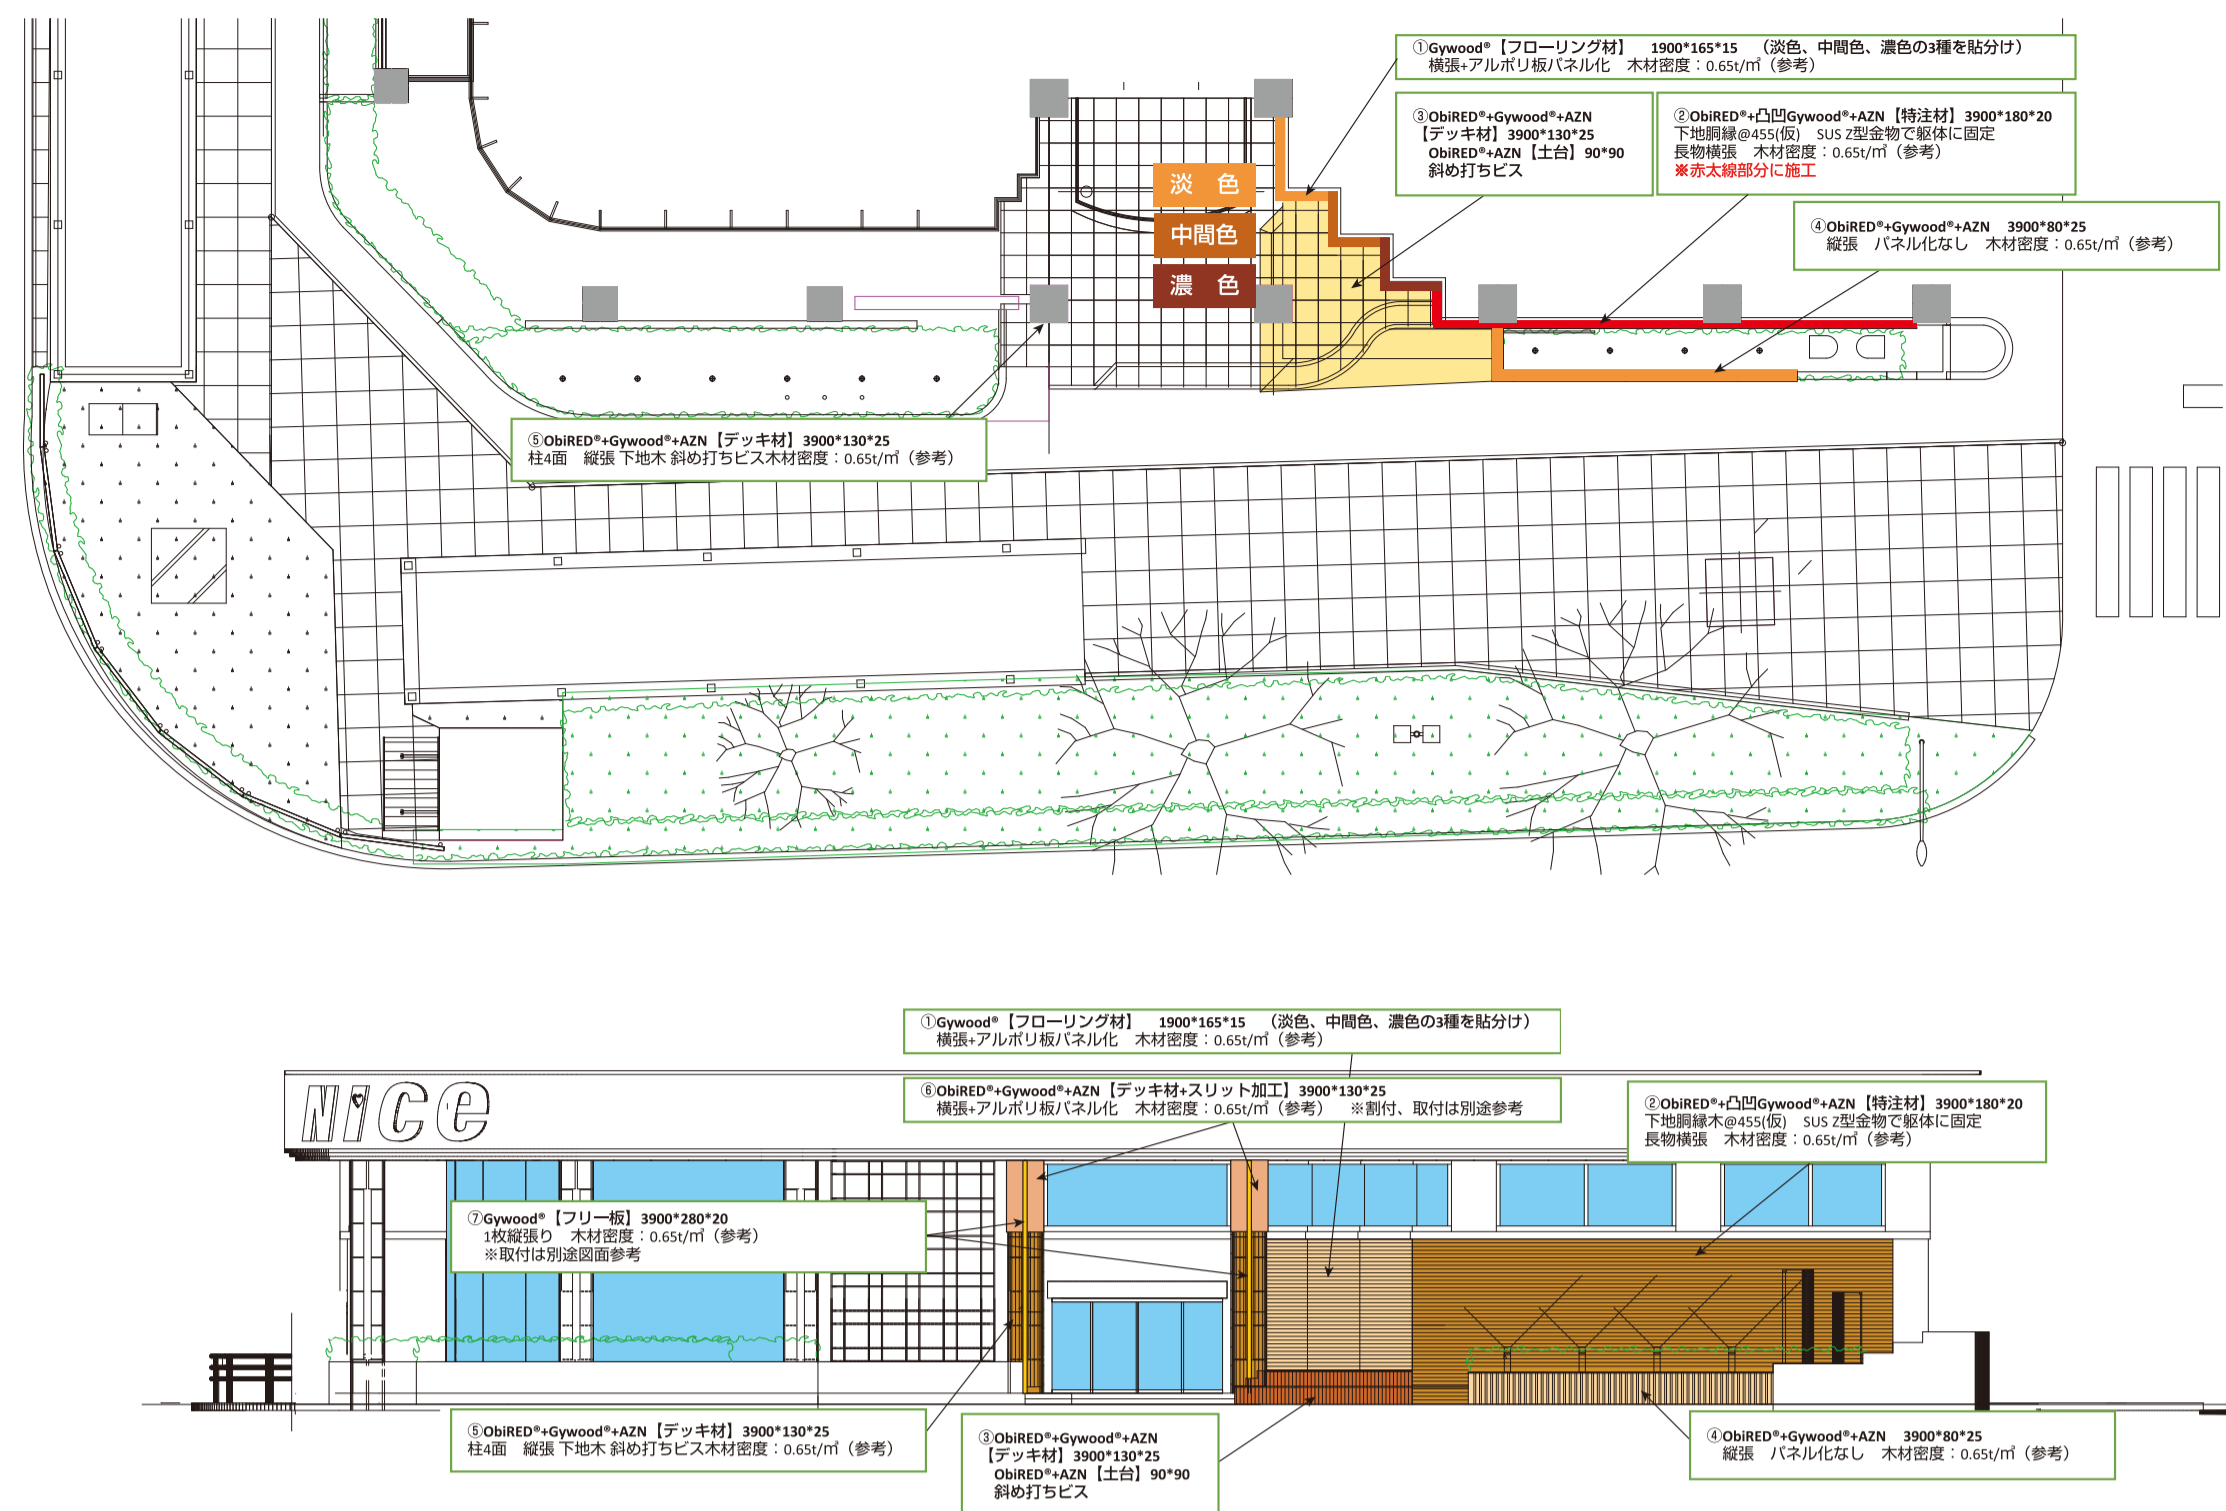 ①Gywood®【フローリング材】　1900*165*15　（淡色、中間色、濃色の3種を貼分け）
横張+アルポリ板パネル化　木材密度：0.65t/㎥（参考）
③ObiRED®+Gywood®+AZN
【デッキ材】3900*130*25
ObiRED®+AZN【土台】90*90
斜め打ちビス
②ObiRED®+凸凹Gywood®+AZN【特注材】3900*180*20
下地胴縁@455(仮)　SUS Z型金物で躯体に固定
長物横張　木材密度：0.65t/㎥（参考）
※赤太線部分に施工
④ObiRED®+Gywood®+AZN　3900*80*25
縦張　パネル化なし　木材密度：0.65t/㎥（参考）
淡　色
中間色
濃　色
⑤ObiRED®+Gywood®+AZN【デッキ材】3900*130*25
柱4面　縦張 下地木 斜め打ちビス木材密度：0.65t/㎥（参考）
①Gywood®【フローリング材】　1900*165*15　（淡色、中間色、濃色の3種を貼分け）
横張+アルポリ板パネル化　木材密度：0.65t/㎥（参考）
⑥ObiRED®+Gywood®+AZN【デッキ材+スリット加工】3900*130*25
横張+アルポリ板パネル化　木材密度：0.65t/㎥（参考）　※割付、取付は別途参考
②ObiRED®+凸凹Gywood®+AZN【特注材】3900*180*20
下地胴縁木@455(仮)　SUS Z型金物で躯体に固定
長物横張　木材密度：0.65t/㎥（参考）
NiCe
⑦Gywood®【フリー板】3900*280*20
1枚縦張り　木材密度：0.65t/㎥（参考）
※取付は別途図面参考
⑤ObiRED®+Gywood®+AZN【デッキ材】3900*130*25
柱4面　縦張 下地木 斜め打ちビス木材密度：0.65t/㎥（参考）
③ObiRED®+Gywood®+AZN
【デッキ材】3900*130*25
ObiRED®+AZN【土台】90*90
斜め打ちビス
④ObiRED®+Gywood®+AZN　3900*80*25
縦張　パネル化なし　木材密度：0.65t/㎥（参考）